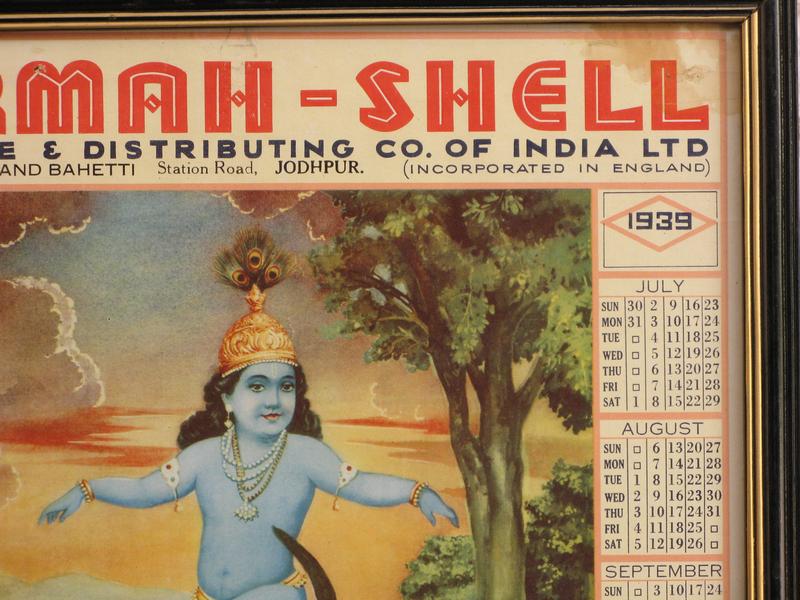 RMAH - SHELL
E & DISTRIBUTING CO. OF INDIA LTD
AND BAHETTI Station Road, JODHPUR. (INCORPORATED IN ENGLAND)
1939
JULY
SUN 30 2 9 16 23
MON 31 3 10 17 24
TUE □ 4 11 18 25
WED □ 5 12 19 26
THU □ 6 13 20 27
FRI □ 7 14 21 28
SAT 1 8 15 22 29
AUGUST
SUN □ 6 13 20 27
MON □ 7 14 21 28
TUE 1 8 15 22 29
WED 2 9 16 23 30
THU 3 10 17 24 31
FRI 4 11 18 25 □
SAT 5 12 19 26 □
SEPTEMBER
SUN □ 3 10 17 24